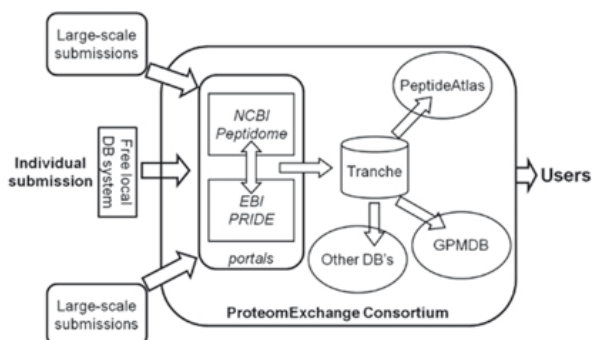 Large-scale
submissions
NCBI
Peptidome
PeptideAtlas
Individual
submission
Free local
DB system
Tranche
Users
EBI
PRIDE
portals
Other DB's
GPMDB
Large-scale
submissions
ProteomExchange Consortium